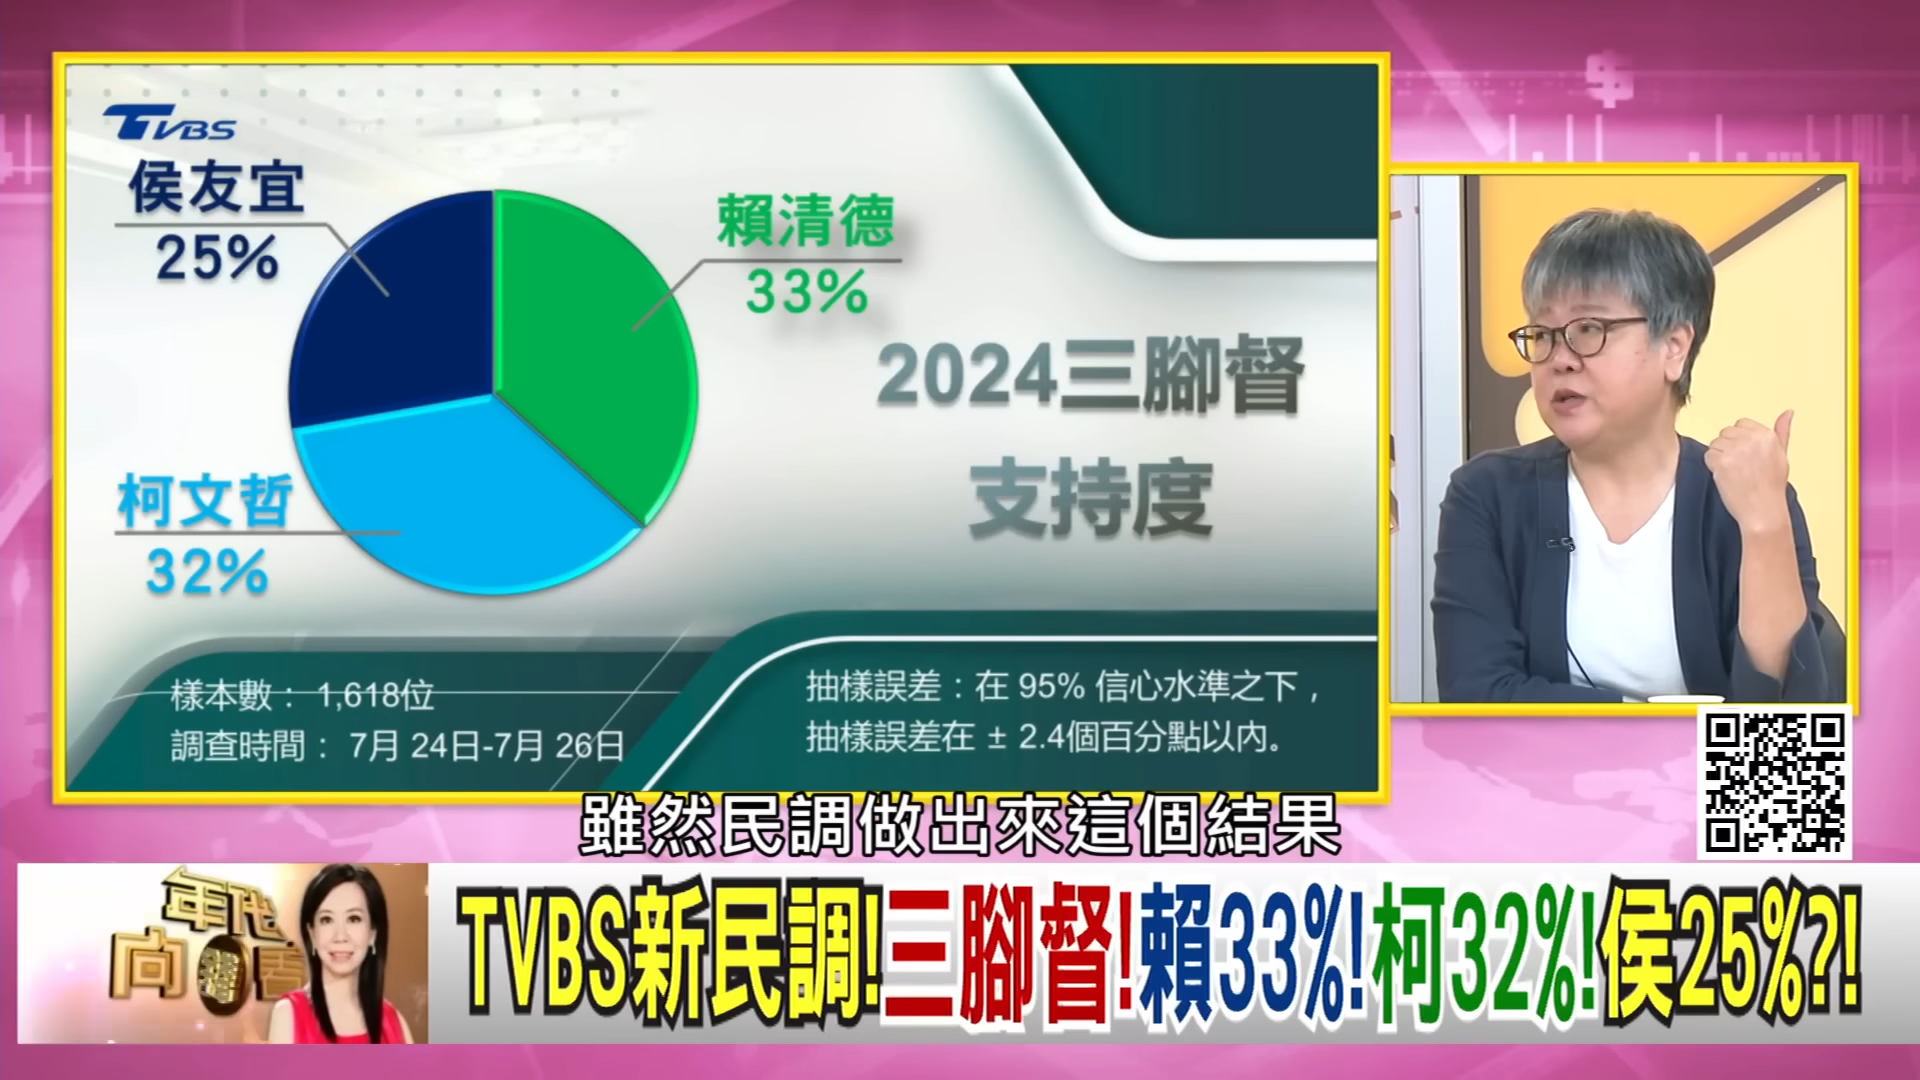 TVBS
侯友宜
25%
賴清德
33%
2024三腳督
支持度
柯文哲
32%
樣本數： 1,618位
調查時間： 7月 24日-7月 26日
抽樣誤差：在 95% 信心水準之下，
抽樣誤差在 ± 2.4個百分點以內。
雖然民調做出來這個結果
年代
向錢看
TVBS新民調!三腳督!賴33%!柯32%!侯25%?!